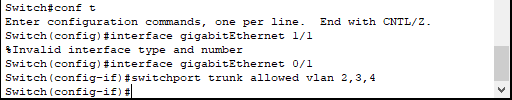 Switch#conf t
Enter configuration commands, one per line.  End with CNTL/Z.
Switch(config)#interface gigabitEthernet 1/1
%Invalid interface type and number
Switch(config)#interface gigabitEthernet 0/1
Switch(config-if)#switchport trunk allowed vlan 2,3,4
Switch(config-if)#